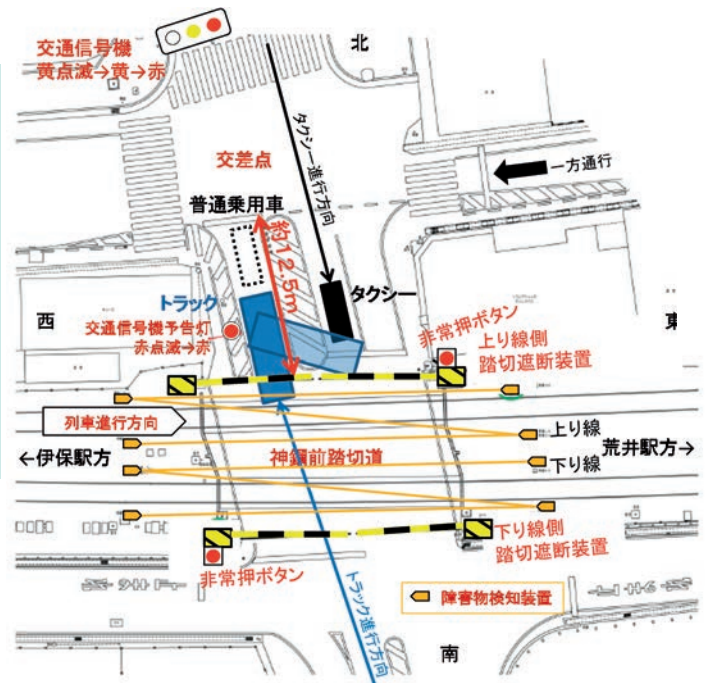 交通信号機
黄点滅→黄→赤
北
交差点
タクシー進行方向
一方通行
普通乗用車
約12.5m
トラック
タクシー
西
東
交通信号機予告灯
赤点滅→赤
非常押ボタン
上り線側
踏切遮断装置
列車進行方向
上り線
←伊保駅方
神鋼前踏切道
下り線
荒井駅方→
下り線側
踏切遮断装置
非常押ボタン
トラック進行方向
障害物検知装置
南